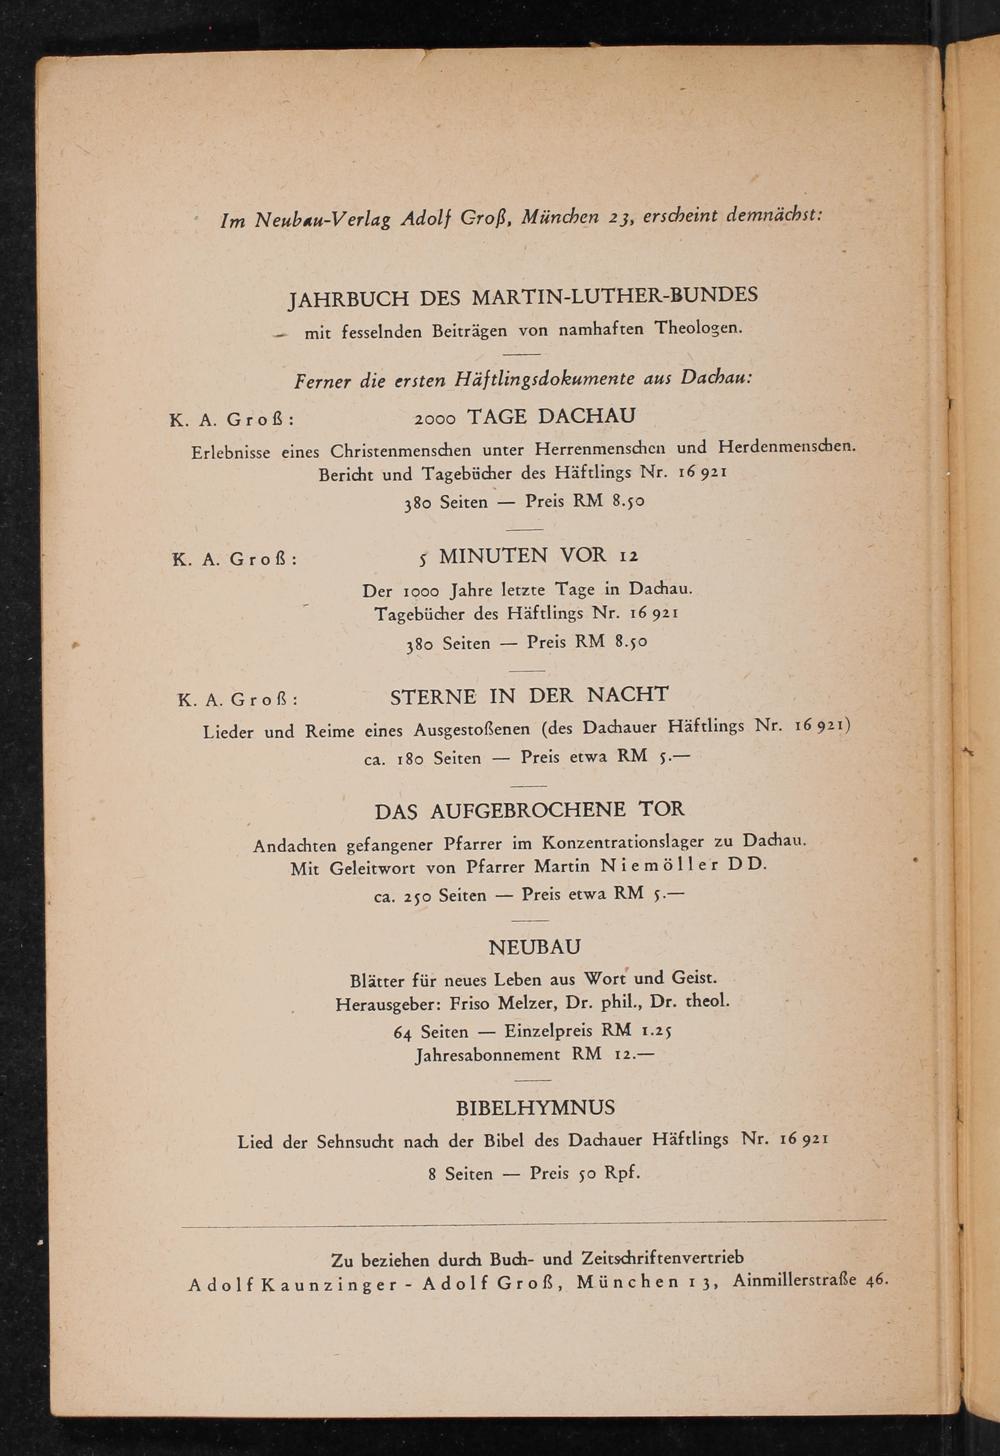 Im Neubau-Verlag Adolf Groß, München 23, erscheint demnächst:
JAHRBUCH DES MARTIN-LUTHER-BUNDES
mit fesselnden Beiträgen von namhaften Theologen.
Ferner die ersten Häftlingsdokumente aus Dachau:
K. A. Groß: 2000 TAGE DACHAU
Erlebnisse eines Christenmenschen unter Herrenmenschen und Herdenmenschen.
Bericht und Tagebücher des Häftlings Nr. 16 921
380 Seiten — Preis RM 8.50
K. A. Groß: 5 MINUTEN VOR 12
Der 1000 Jahre letzte Tage in Dachau.
Tagebücher des Häftlings Nr. 16 921
380 Seiten — Preis RM 8.50
K. A. Groß: STERNE IN DER NACHT
Lieder und Reime eines Ausgestoßenen (des Dachauer Häftlings Nr. 16 921)
ca. 180 Seiten — Preis etwa RM 5.—
DAS AUFGEBROCHENE TOR
Andachten gefangener Pfarrer im Konzentrationslager zu Dachau.
Mit Geleitwort von Pfarrer Martin Niemöller DD.
ca. 250 Seiten — Preis etwa RM 5.—
NEUBAU
Blätter für neues Leben aus Wort und Geist.
Herausgeber: Friso Melzer, Dr. phil., Dr. theol.
64 Seiten — Einzelpreis RM 1.25
Jahresabonnement RM 12.—
BIBELHYMNUS
Lied der Sehnsucht nach der Bibel des Dachauer Häftlings Nr. 16 921
8 Seiten — Preis 50 Rpf.
Zu beziehen durch Buch- und Zeitschriftenvertrieb
Adolf Kaunzinger - Adolf Groß, München 13, Ainmillerstraße 46.